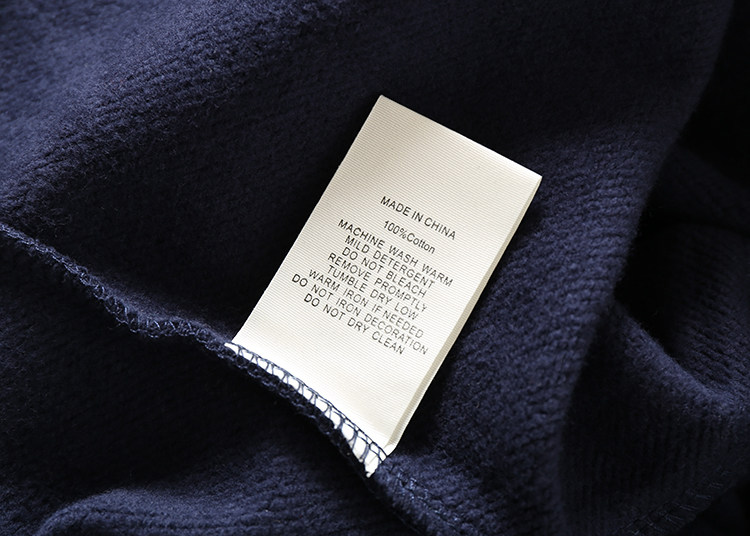 MADE IN CHINA
100%Cotton
MACHINE WASH WARM
MILD DETERGENT
DO NOT BLEACH
REMOVE PROMPTLY
TUMBLE DRY LOW
WARM IRON IF NEEDED
DO NOT IRON DECORATION
DO NOT DRY CLEAN